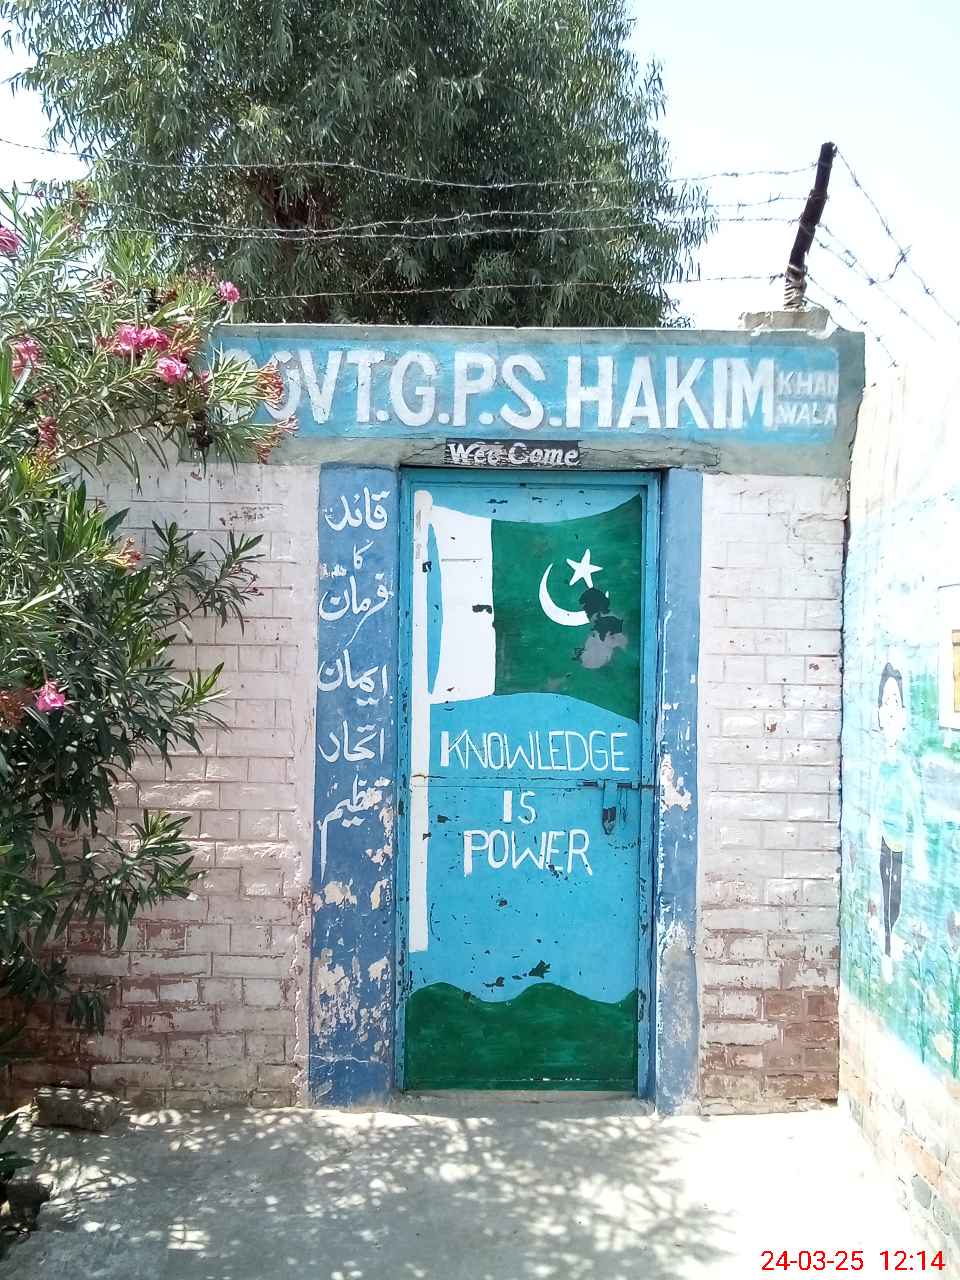 GOVT.G.P.S.HAKIM KHAN WALA
Wel Come
قائد
کا
فرمان
ایمان
اتحاد
تنظیم
KNOWLEDGE
IS
POWER
24-03-25 12:14